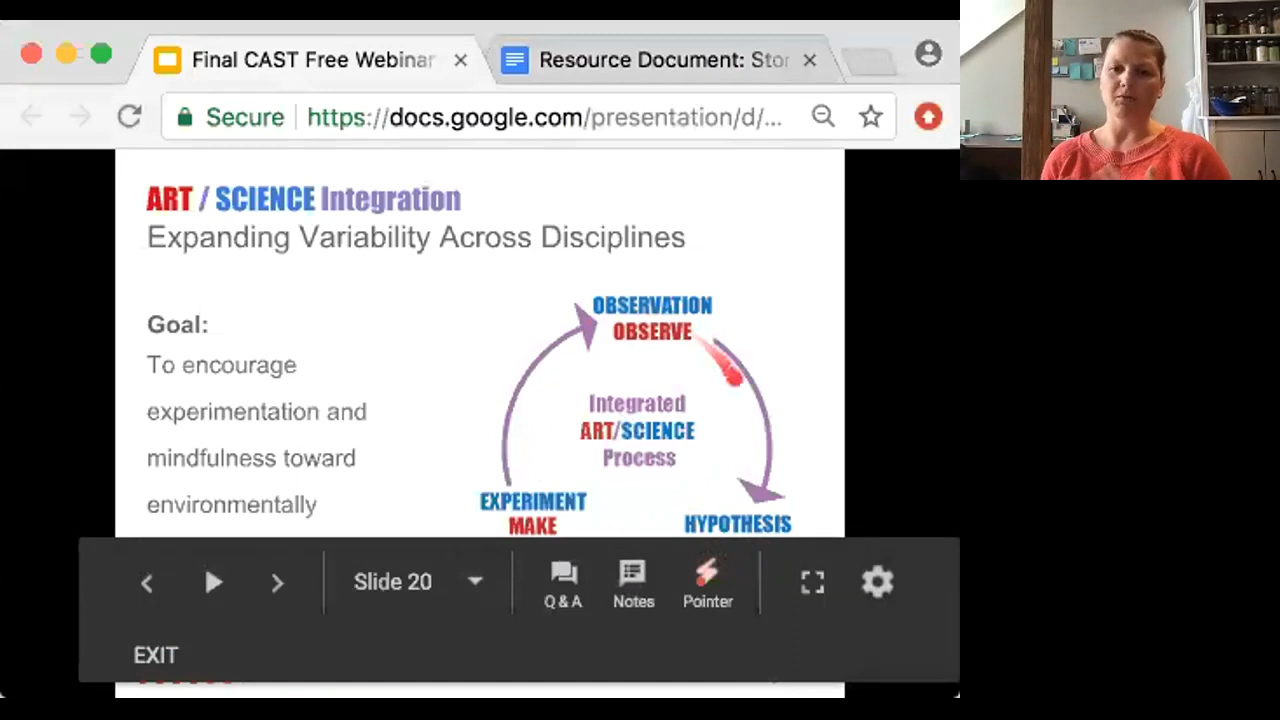 Final CAST Free Webinar
Resource Document: Stor
Secure
https://docs.google.com/presentation/d/...
ART / SCIENCE Integration
Expanding Variability Across Disciplines
Goal:
To encourage
experimentation and
mindfulness toward
environmentally
OBSERVATION
OBSERVE
Integrated
ART/SCIENCE
Process
EXPERIMENT
MAKE
HYPOTHESIS
Slide 20
Q & A
Notes
Pointer
EXIT